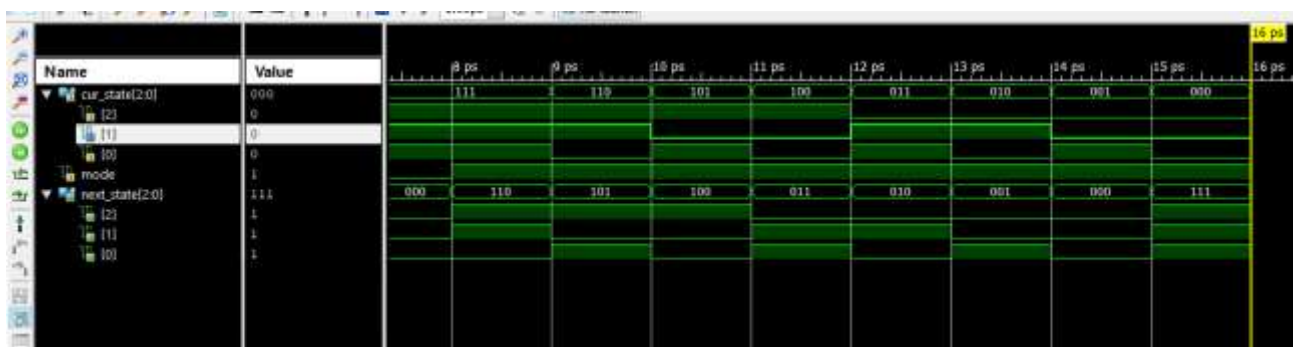 16 ps
Name Value
8 ps 9 ps 10 ps 11 ps 12 ps 13 ps 14 ps 15 ps 16 ps
cur_state[2:0] 000 111 110 101 100 011 010 001 000
[2] 0
[1] 0
[0] 0
mode 1
next_state[2:0] 111 000 110 101 100 011 010 001 000 111
[2] 1
[1] 1
[0] 1